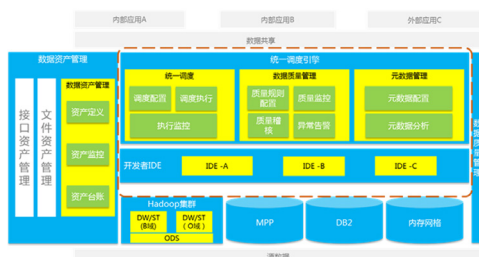 内部应用A
内部应用B
外部应用C
数据共享
数据资产管理
接口资产管理
文件资产管理
数据资产管理
资产定义
资产监控
资产台账
统一调度引擎
统一调度
调度配置
调度执行
执行监控
数据质量管理
质量规则
配置
质量监控
质量稽
核
异常告警
元数据管理
元数据配置
元数据分析
开发者IDE
IDE -A
IDE -B
IDE -C
Hadoop集群
DW/ST
(B域)
DW/ST
(O域)
ODS
MPP
DB2
内存网格